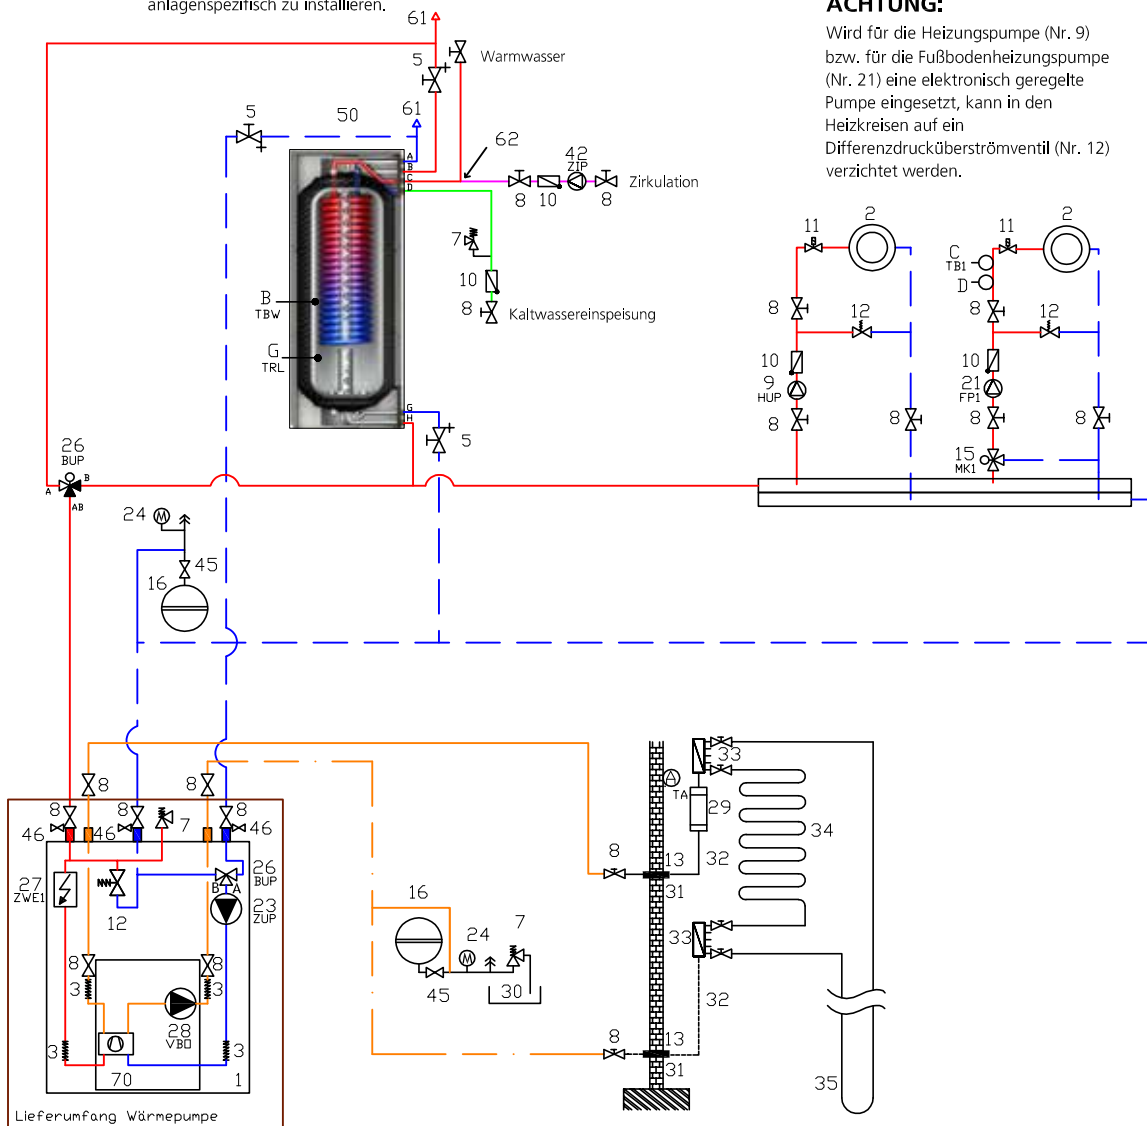 anlagenspezifisch zu installieren.
ACHTUNG:
Wird für die Heizungspumpe (Nr. 9)
bzw. für die Fußbodenheizungspumpe
(Nr. 21) eine elektronisch geregelte
Pumpe eingesetzt, kann in den
Heizkreisen auf ein
Differenzdrucküberströmventil (Nr. 12)
verzichtet werden.
61
5
Warmwasser
5
50
61
62
42
ZIP
A
B
C
D
8
10
8
Zirkulation
7
10
8
Kaltwassereinspeisung
B
TBW
G
TRL
G
H
5
11
2
11
2
C
TB1
D
8
12
8
12
10
10
9
HUP
21
FP1
8
8
8
8
15
MK1
26
BUP
A
B
AB
24
M
45
16
8
8
8
8
8
7
46
46
46
27
ZWE1
12
26
BUP
B
A
23
ZUP
8
8
3
3
28
VBO
3
3
70
1
Lieferumfang Wärmepumpe
16
24
M
7
45
30
33
A
TA
29
34
8
13
32
31
33
32
8
13
31
35